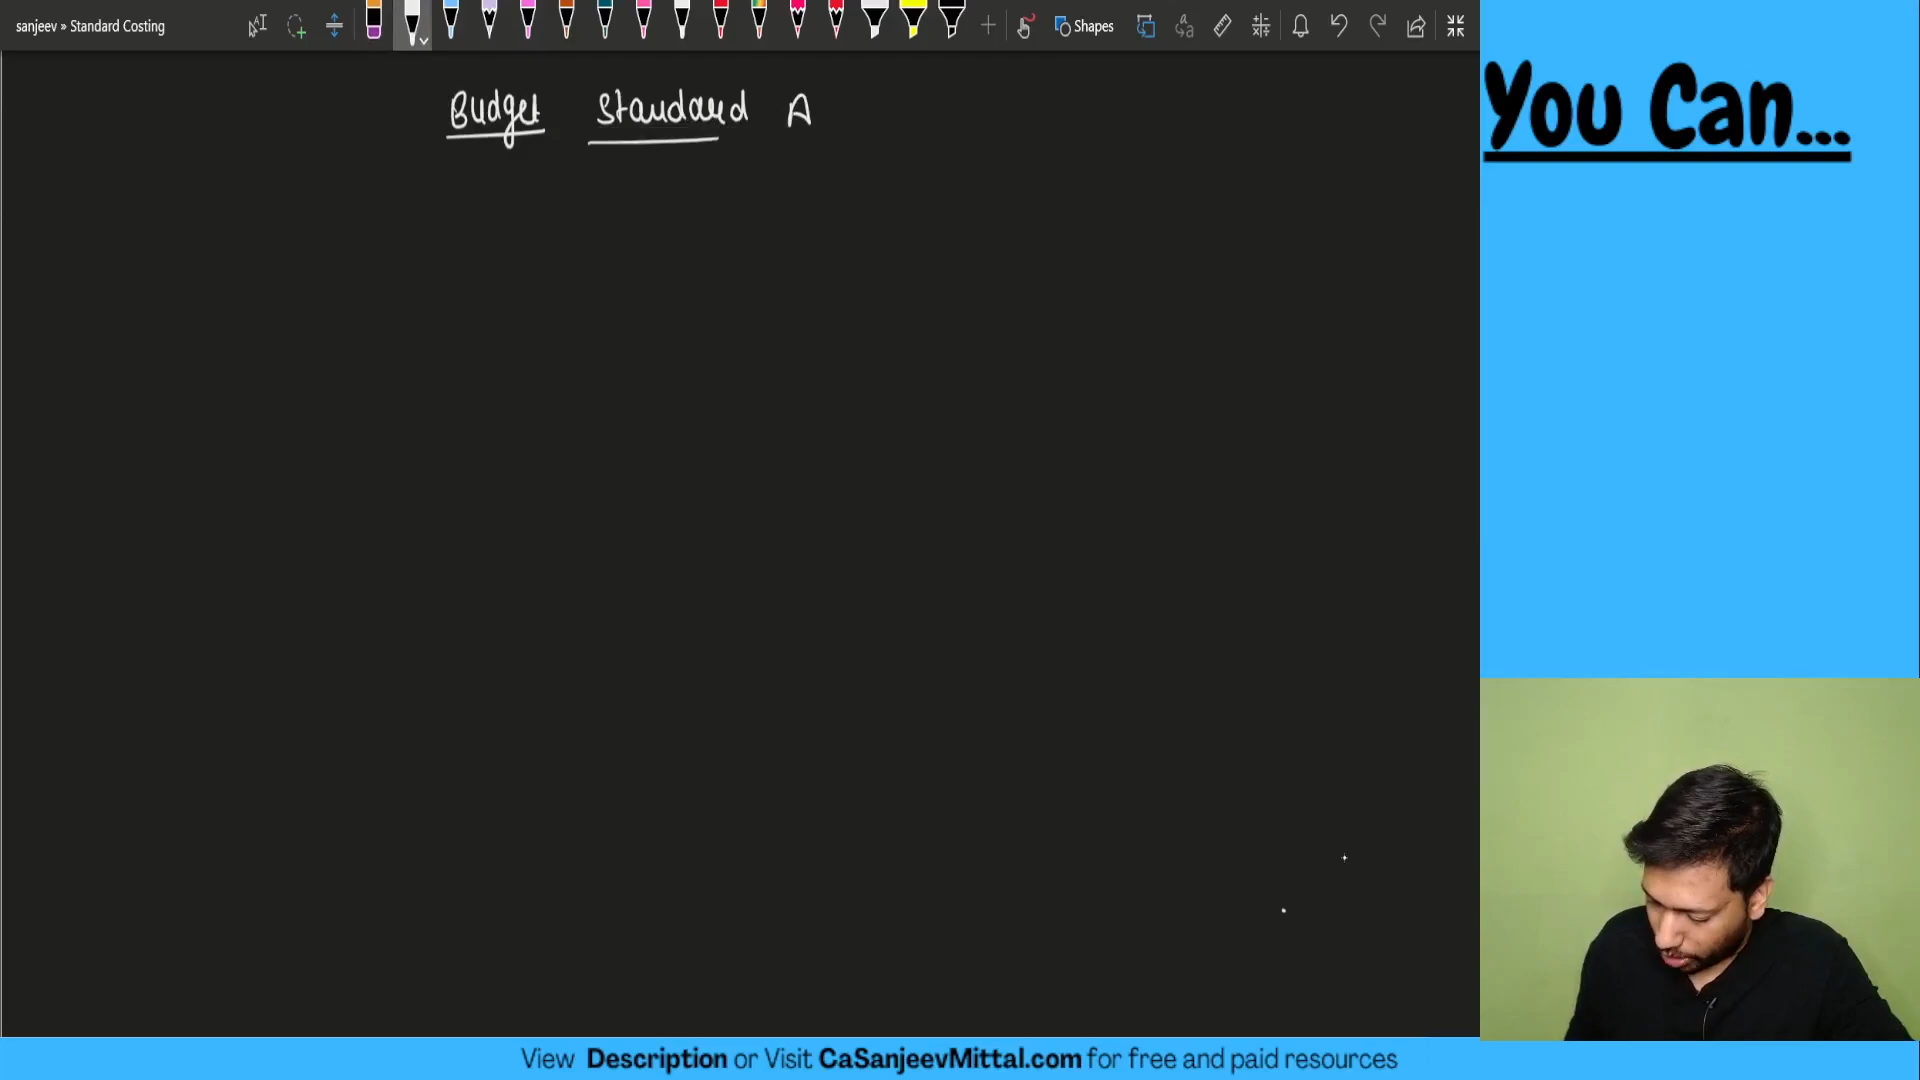 sanjeev » Standard Costing
Shapes
Budget Standard A
You Can...
View Description or Visit CaSanjeevMittal.com for free and paid resources